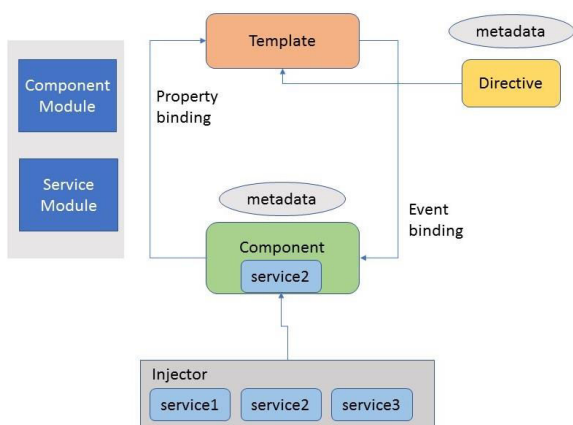 Template
metadata
Component
Module
Property
binding
Directive
Service
Module
metadata
Event
binding
Component
service2
Injector
service1
service2
service3